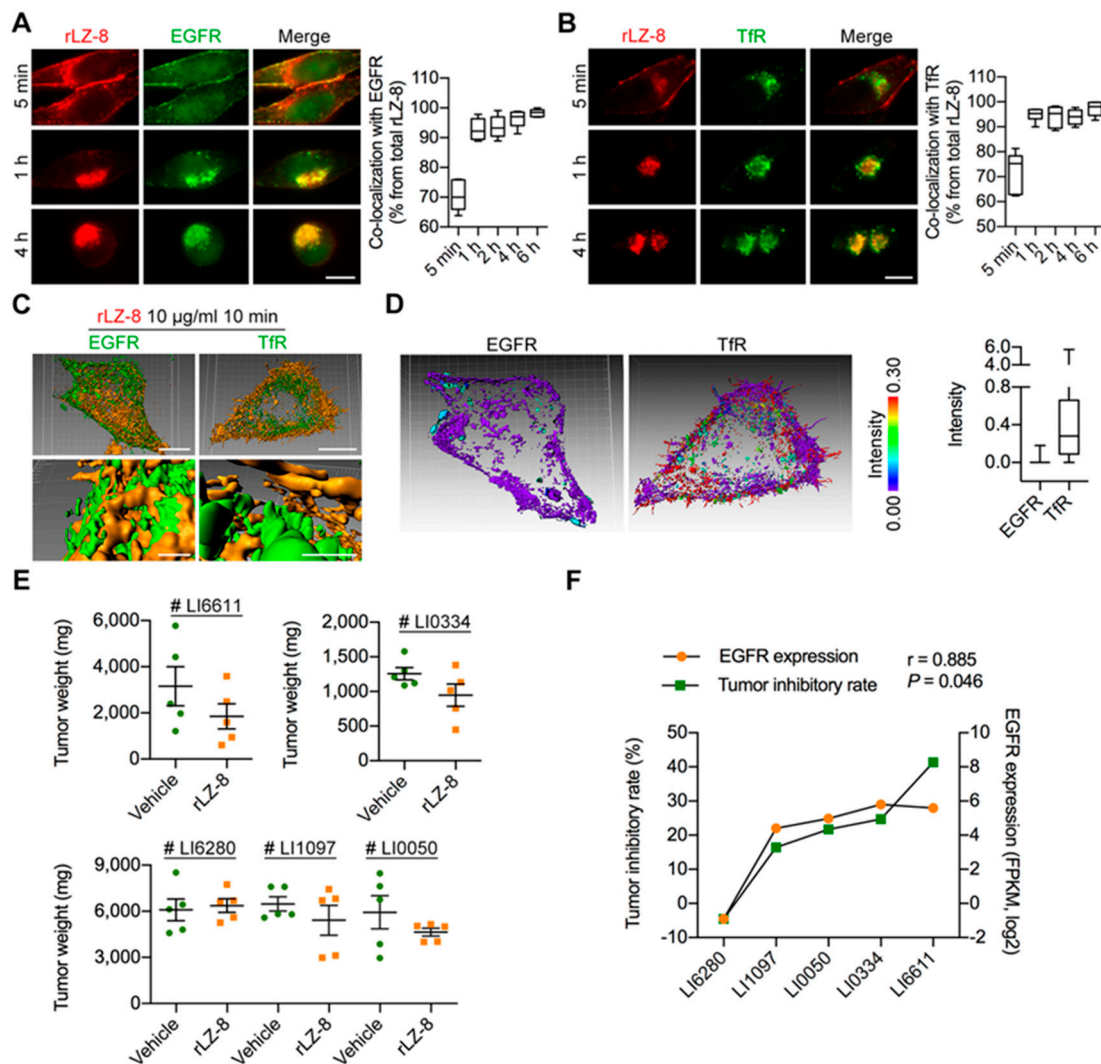 A
rLZ-8 EGFR Merge
5 min
1 h
4 h
Co-localization with EGFR
(% from total rLZ-8)
110
100
90
80
70
60
5 min
1 h
2 h
4 h
6 h
B
rLZ-8 TfR Merge
5 min
1 h
4 h
Co-localization with TfR
(% from total rLZ-8)
110
100
90
80
70
60
50
5 min
1 h
2 h
4 h
6 h
C
rLZ-8 10 μg/ml 10 min
EGFR TfR
D
EGFR TfR
0.30
Intensity
0.00
Intensity
6.0
4.0
0.8
0.4
0.0
EGFR
TfR
E
# LI6611
Tumor weight (mg)
6,000
4,000
2,000
0
Vehicle
rLZ-8
# LI0334
Tumor weight (mg)
2,000
1,500
1,000
500
0
Vehicle
rLZ-8
# LI6280 # LI1097 # LI0050
Tumor weight (mg)
9,000
6,000
3,000
0
Vehicle
rLZ-8
Vehicle
rLZ-8
Vehicle
rLZ-8
F
EGFR expression
Tumor inhibitory rate
r = 0.885
P = 0.046
Tumor inhibitory rate (%)
50
40
30
20
10
0
-10
EGFR expression (FPKM, log2)
10
8
6
4
2
0
-2
LI6280
LI1097
LI0050
LI0334
LI6611